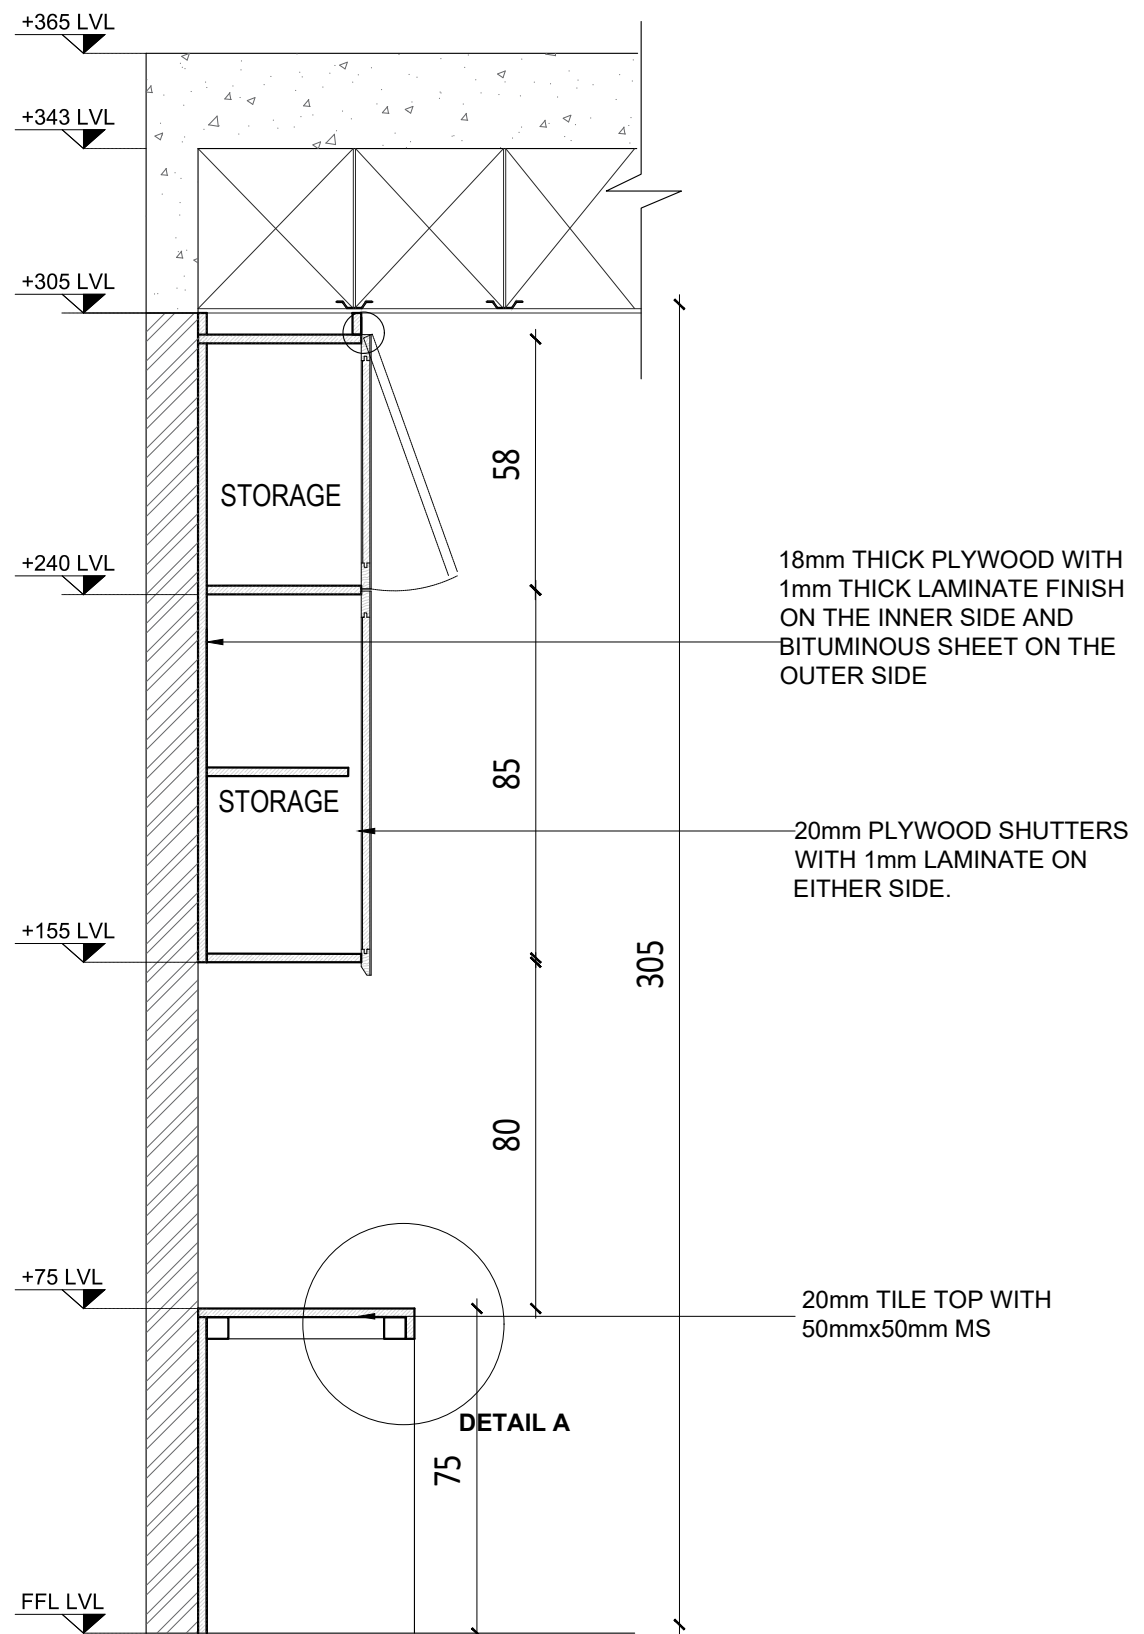 +365 LVL
+343 LVL
+305 LVL
58
STORAGE
+240 LVL
18mm THICK PLYWOOD WITH
1mm THICK LAMINATE FINISH
ON THE INNER SIDE AND
BITUMINOUS SHEET ON THE
OUTER SIDE
85
STORAGE
20mm PLYWOOD SHUTTERS
WITH 1mm LAMINATE ON
EITHER SIDE.
+155 LVL
305
80
+75 LVL
20mm TILE TOP WITH
50mmx50mm MS
DETAIL A
75
FFL LVL